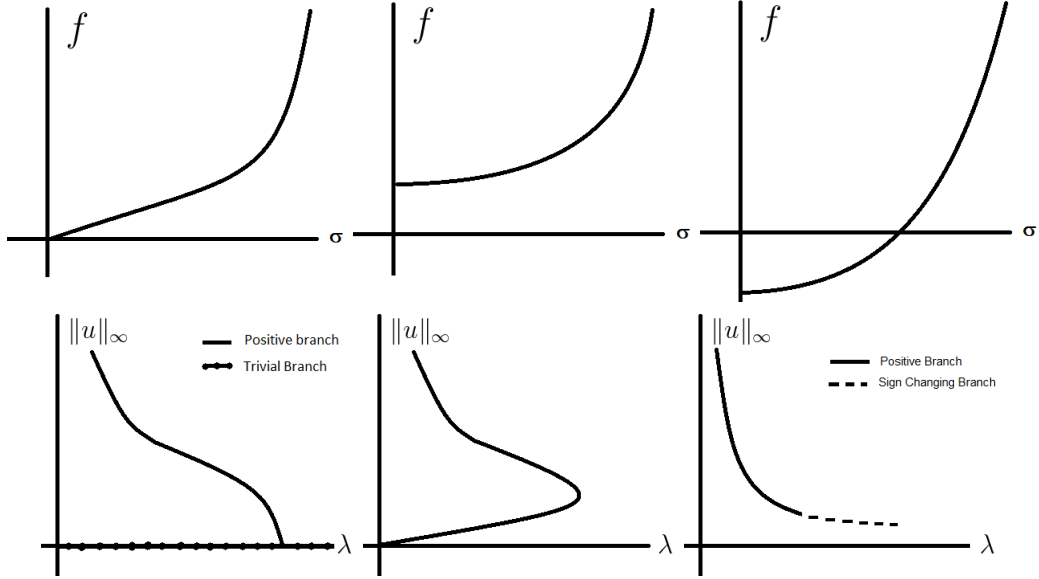 f
f
f
σ
σ
σ
‖u‖∞
Positive branch
Trivial Branch
λ
‖u‖∞
λ
‖u‖∞
Positive Branch
Sign Changing Branch
λ